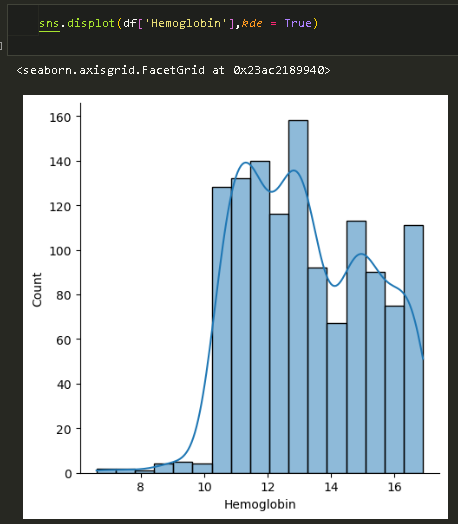 sns.displot(df['Hemoglobin'],kde = True)
<seaborn.axisgrid.FacetGrid at 0x23ac2189940>
160
140
120
100
80
60
40
20
0
Count
8 10 12 14 16
Hemoglobin